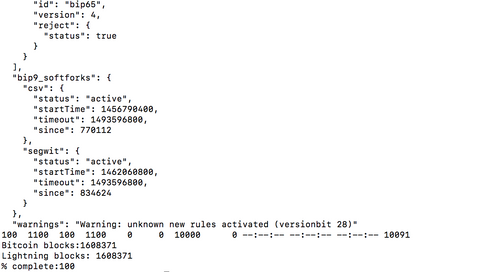 "id": "bip65",
"version": 4,
"reject": {
"status": true
}
}
],
"bip9_softforks": {
"csv": {
"status": "active",
"startTime": 1456790400,
"timeout": 1493596800,
"since": 770112
},
"segwit": {
"status": "active",
"startTime": 1462060800,
"timeout": 1493596800,
"since": 834624
}
},
"warnings": "Warning: unknown new rules activated (versionbit 28)"
100  1100  100  1100    0     0  10000      0 --:--:-- --:--:-- --:--:-- 10091
Bitcoin blocks:1608371
Lightning blocks: 1608371
% complete:100